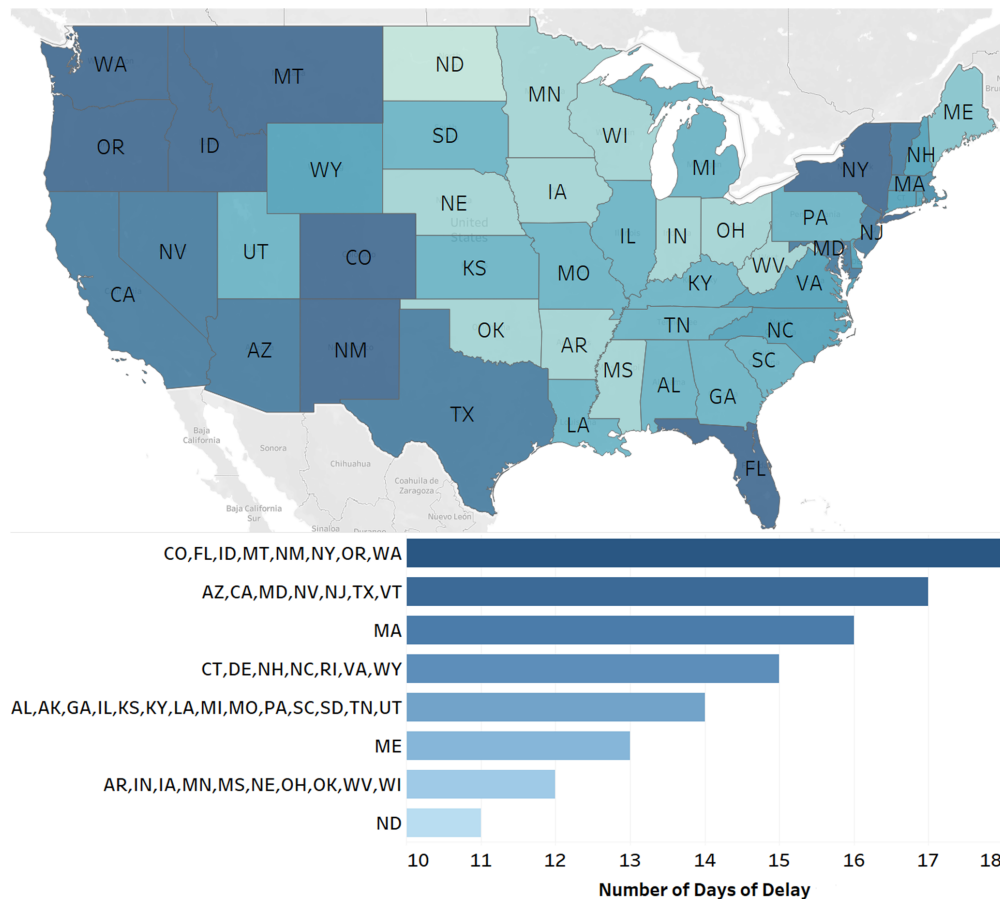 WA
MT
ND
MN
ME
OR
ID
SD
WI
WY
MI
NY
NH
MA
NE
IA
United
States
PA
NJ
NV
UT
CO
KS
IL
IN
OH
MD
WV
VA
CA
MO
KY
AZ
NM
OK
AR
TN
NC
MS
SC
AL
GA
TX
LA
FL
Baja
California
Sonora
Chihuahua
Coahuila de
Zaragoza
Nuevo León
Baja California
Sur
Sinaloa
Durango
CO,FL,ID,MT,NM,NY,OR,WA
AZ,CA,MD,NV,NJ,TX,VT
MA
CT,DE,NH,NC,RI,VA,WY
AL,AK,GA,IL,KS,KY,LA,MI,MO,PA,SC,SD,TN,UT
ME
AR,IN,IA,MN,MS,NE,OH,OK,WV,WI
ND
10 11 12 13 14 15 16 17 18
Number of Days of Delay